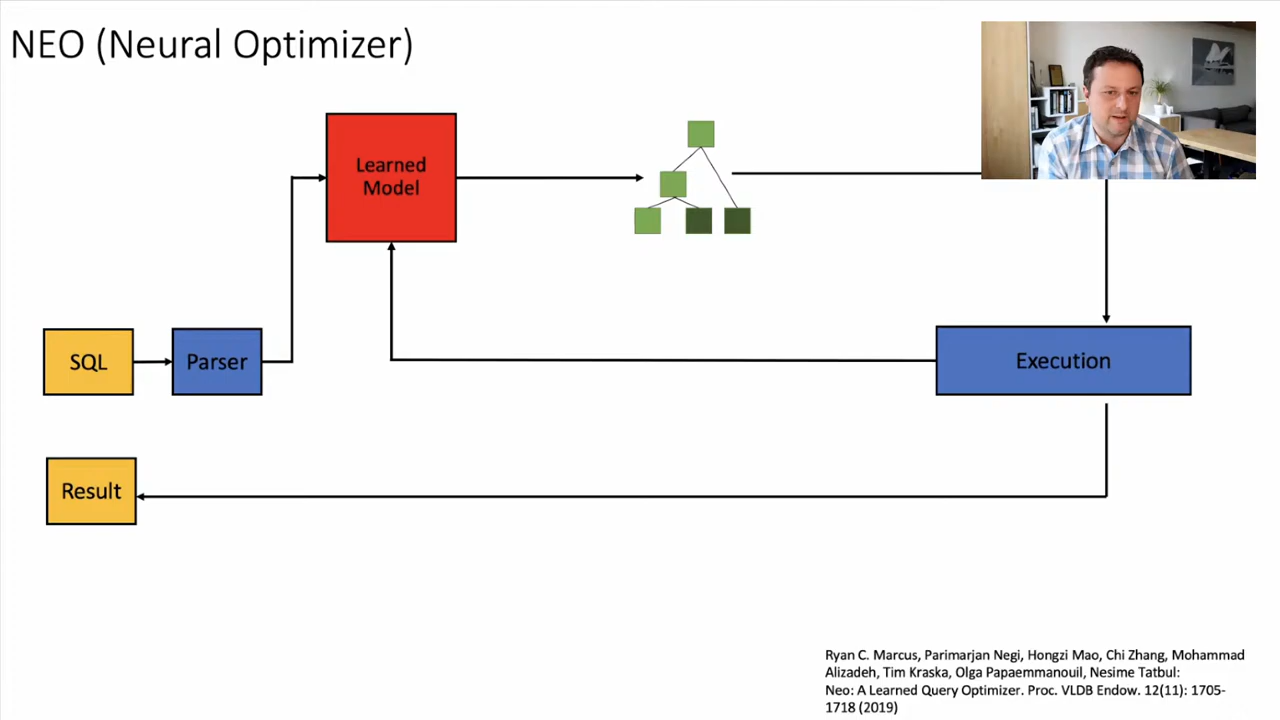 NEO (Neural Optimizer)
Learned
Model
SQL
Parser
Execution
Result
Ryan C. Marcus, Parimarjan Negi, Hongzi Mao, Chi Zhang, Mohammad
Alizadeh, Tim Kraska, Olga Papaemmanouil, Nesime Tatbul:
Neo: A Learned Query Optimizer. Proc. VLDB Endow. 12(11): 1705-
1718 (2019)